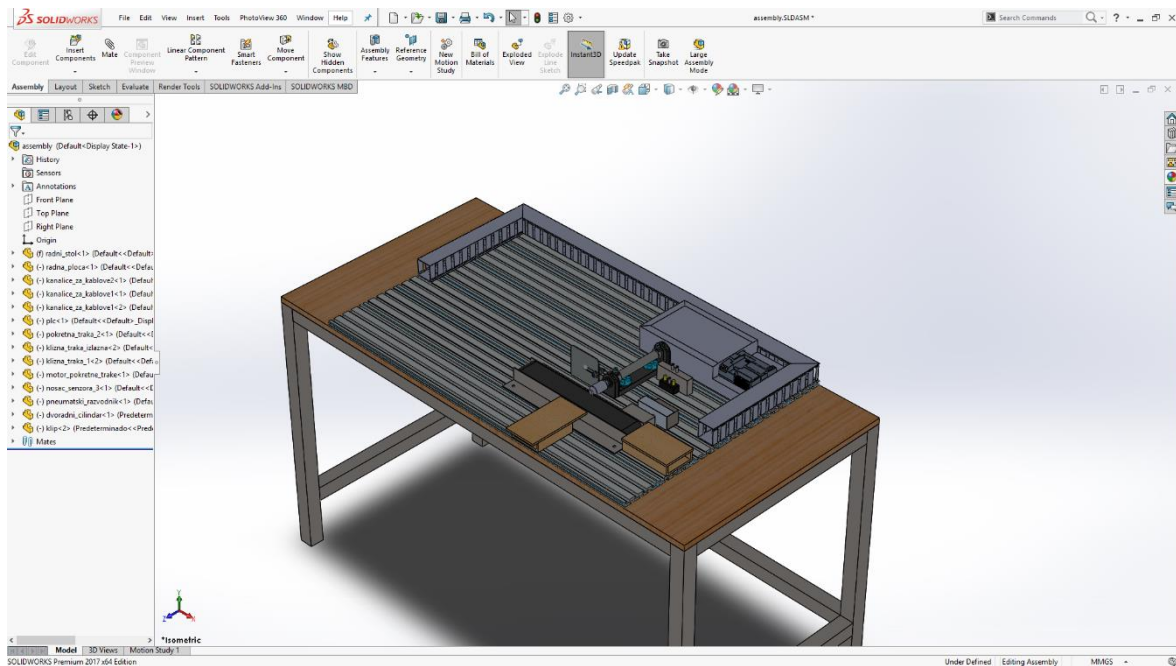 SOLIDWORKS File Edit View Insert Tools PhotoView 360 Window Help assembly.SLDASM * Search Commands
Edit Component
Insert Components
Mate
Component Preview Window
Linear Component Pattern
Smart Fasteners
Move Component
Show Hidden Components
Assembly Features
Reference Geometry
New Motion Study
Bill of Materials
Exploded View
Explode Line Sketch
Instant3D
Update Speedpak
Take Snapshot
Large Assembly Mode
Assembly Layout Sketch Evaluate Render Tools SOLIDWORKS Add-Ins SOLIDWORKS MBD
assembly (Default<Display State-1>)
History
Sensors
Annotations
Front Plane
Top Plane
Right Plane
Origin
(f) radni_stol<1> (Default<<Default>
(-) radna_ploca<1> (Default<<Defau
(-) kanalice_za_kablove2<1> (Defaul
(-) kanalice_za_kablove1<1> (Defaul
(-) kanalice_za_kablove1<2> (Defaul
(-) plc<1> (Default<<Default>_Displ
(-) pokretna_traka_2<1> (Default<<D
(-) klizna_traka_izlazna<2> (Default<
(-) klizna_traka_1<2> (Default<<Defa
(-) motor_pokretne_trake<1> (Defau
(-) nosac_senzora_3<1> (Default<<D
(-) pneumatski_razvodnik<1> (Defau
(-) dvoradni_cilindar<1> (Predeterm
(-) klip<2> (Predeterminado<<Pred
Mates
*Isometric
Model 3D Views Motion Study 1
SOLIDWORKS Premium 2017 x64 Edition Under Defined Editing Assembly MMGS